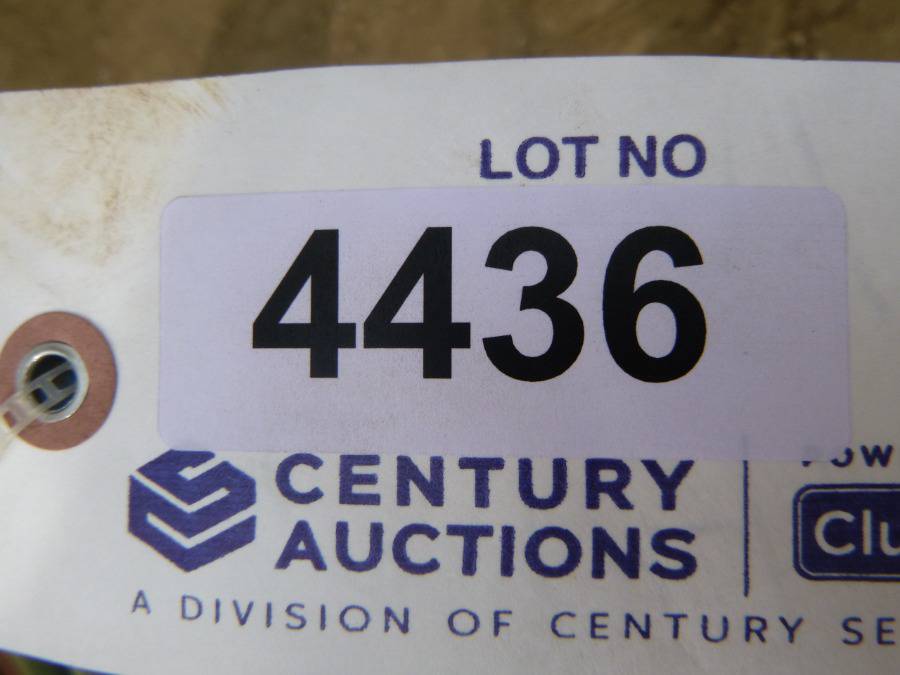 LOT NO
4436
CENTURY
AUCTIONS
A DIVISION OF CENTURY